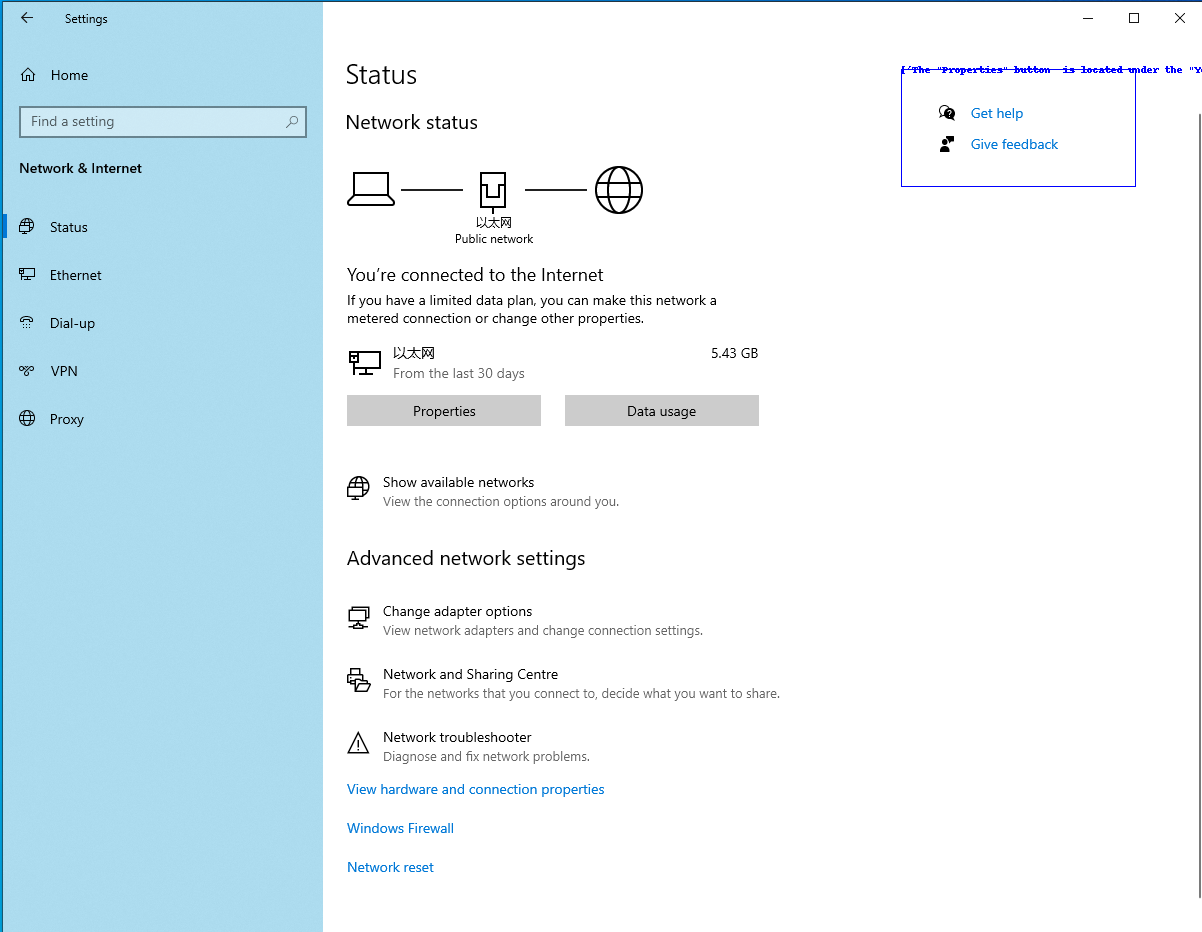 Settings
Home
Find a setting
Network & Internet
Status
Ethernet
Dial-up
VPN
Proxy
Status
Network status
以太网
Public network
You're connected to the Internet
If you have a limited data plan, you can make this network a
metered connection or change other properties.
以太网
5.43 GB
From the last 30 days
Properties
Data usage
Show available networks
View the connection options around you.
Advanced network settings
Change adapter options
View network adapters and change connection settings.
Network and Sharing Centre
For the networks that you connect to, decide what you want to share.
Network troubleshooter
Diagnose and fix network problems.
View hardware and connection properties
Windows Firewall
Network reset
['The "Properties" button is located under the "Yo
Get help
Give feedback